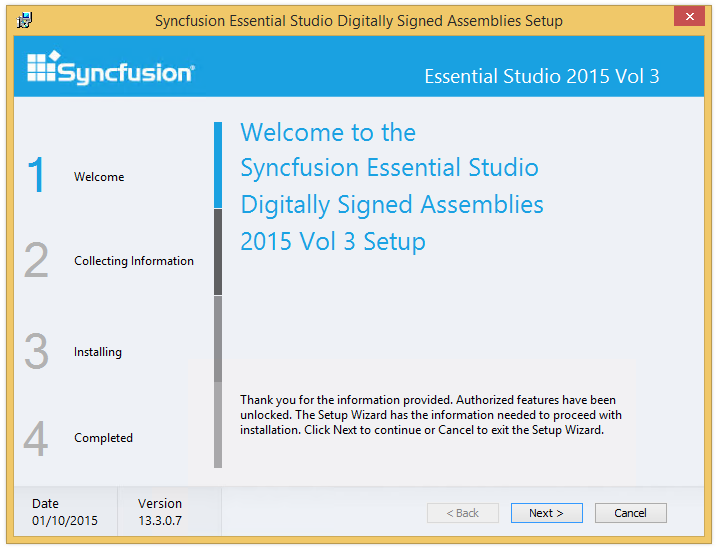 Syncfusion Essential Studio Digitally Signed Assemblies Setup
Syncfusion®
Essential Studio 2015 Vol 3
1 Welcome
2 Collecting Information
3 Installing
4 Completed
Welcome to the
Syncfusion Essential Studio
Digitally Signed Assemblies
2015 Vol 3 Setup
Thank you for the information provided. Authorized features have been
unlocked. The Setup Wizard has the information needed to proceed with
installation. Click Next to continue or Cancel to exit the Setup Wizard.
Date
01/10/2015
Version
13.3.0.7
< Back
Next >
Cancel